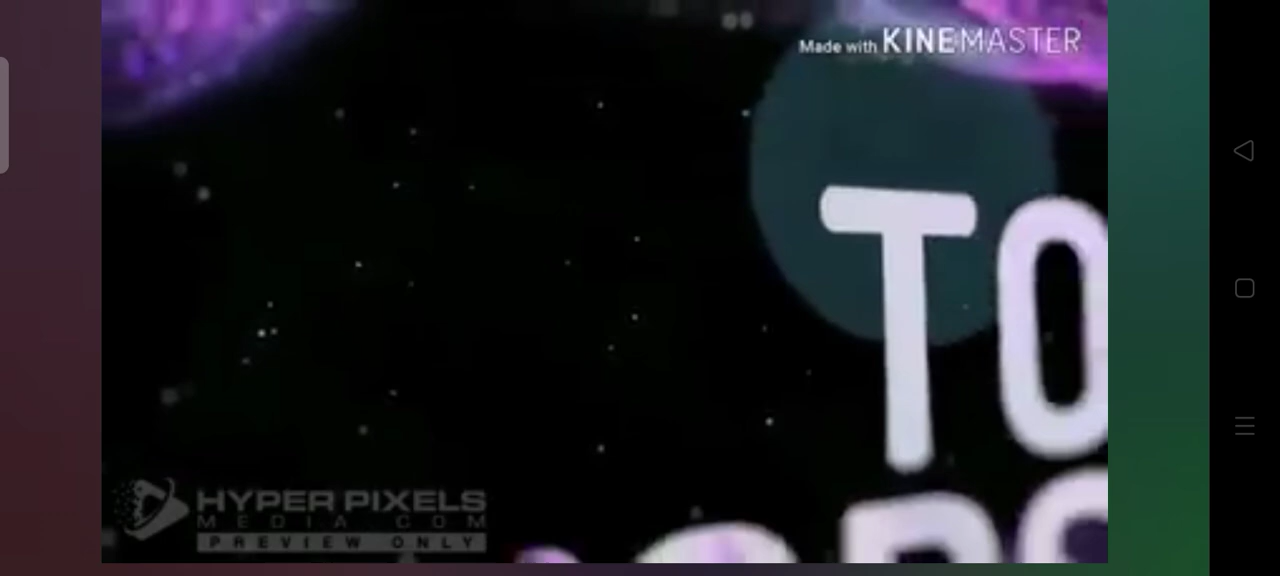 Made with KINEMASTER
TO
HYPER PIXELS
MEDIA.COM
PREVIEW ONLY